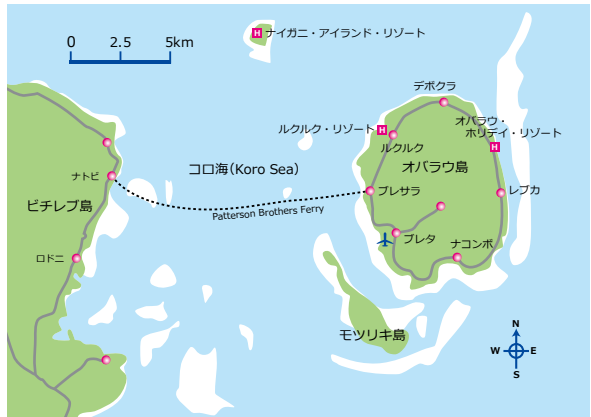 0 2.5 5km
ナイガニ・アイランド・リゾート
デボクラ
ルクルク・リゾート
オバラウ・
ホリデイ・リゾート
ルクルク
コロ海(Koro Sea)
オバラウ島
ナトビ
ブレサラ
レブカ
ビチレブ島
Patterson Brothers Ferry
ブレタ
ナコンボ
ロドニ
モツリキ島
N
W E
S
H
H
H